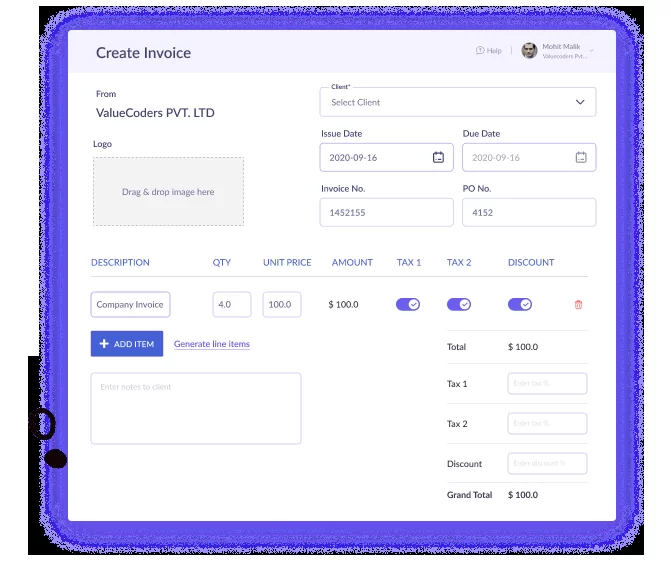 Create Invoice
Help
Mohit Malik
Valuecoders Pvt...
From
ValueCoders PVT. LTD
Logo
Drag & drop image here
Client*
Select Client
Issue Date
Due Date
2020-09-16
2020-09-16
Invoice No.
PO No.
1452155
4152
DESCRIPTION QTY UNIT PRICE AMOUNT TAX 1 TAX 2 DISCOUNT
Company Invoice 4.0 100.0 $ 100.0
+ ADD ITEM
Generate line items
Enter notes to client
Total $ 100.0
Tax 1 Enter tax %
Tax 2 Enter tax %
Discount Enter discount %
Grand Total $ 100.0